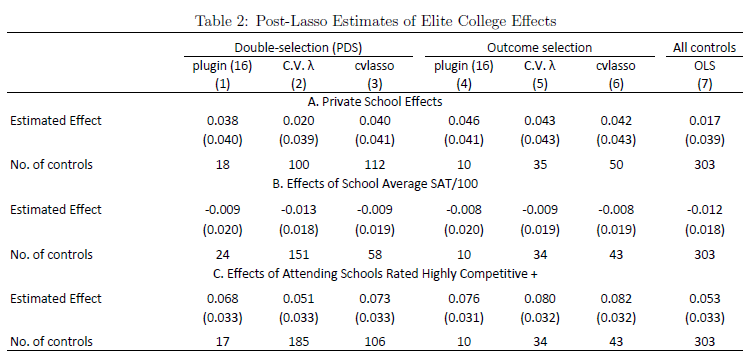 Table 2: Post-Lasso Estimates of Elite College Effects
Double-selection (PDS) Outcome selection All controls
plugin (16) C.V. λ cvlasso plugin (16) C.V. λ cvlasso OLS
(1) (2) (3) (4) (5) (6) (7)
A. Private School Effects
Estimated Effect 0.038 0.020 0.040 0.046 0.043 0.042 0.017
(0.040) (0.039) (0.041) (0.041) (0.043) (0.043) (0.039)
No. of controls 18 100 112 10 35 50 303
B. Effects of School Average SAT/100
Estimated Effect -0.009 -0.013 -0.009 -0.008 -0.009 -0.008 -0.012
(0.020) (0.018) (0.019) (0.020) (0.019) (0.019) (0.018)
No. of controls 24 151 58 10 34 43 303
C. Effects of Attending Schools Rated Highly Competitive +
Estimated Effect 0.068 0.051 0.073 0.076 0.080 0.082 0.053
(0.033) (0.033) (0.033) (0.031) (0.032) (0.032) (0.033)
No. of controls 17 185 106 10 34 43 303